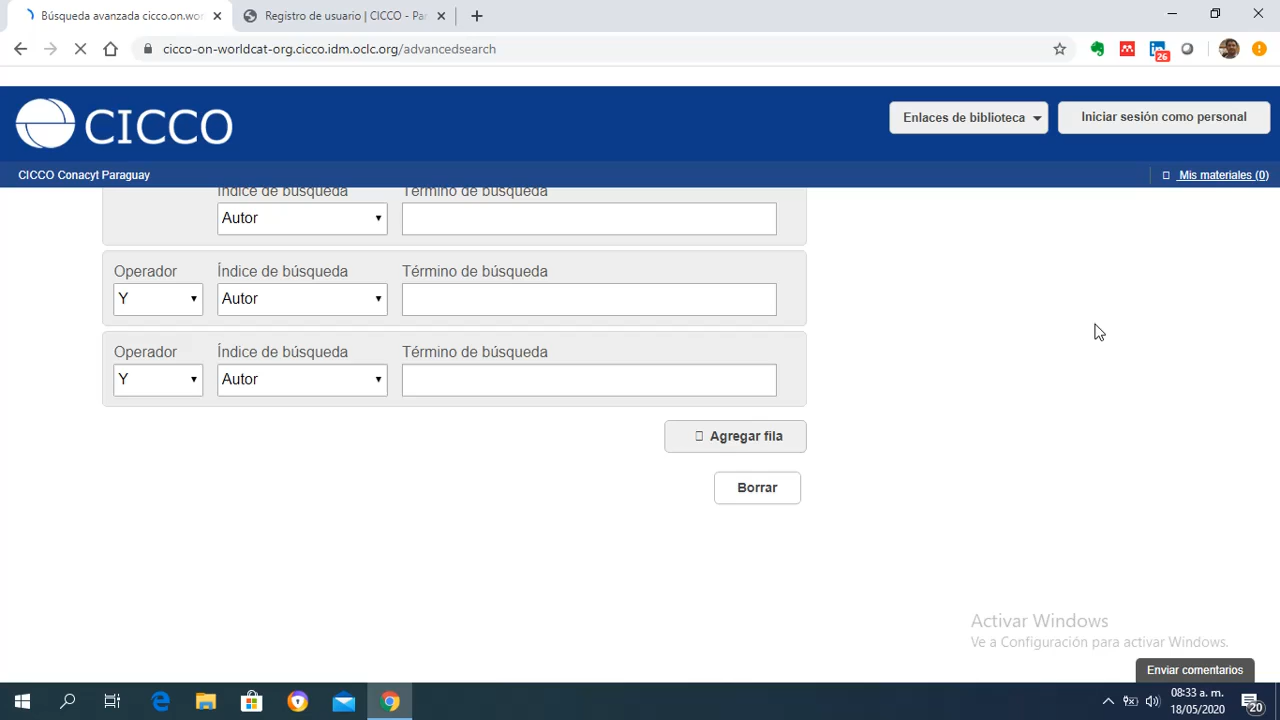 Búsqueda avanzada cicco.on.wor
Registro de usuario | CICCO - Pa
cicco-on-worldcat-org.cicco.idm.oclc.org/advancedsearch
26
CICCO
Enlaces de biblioteca
Iniciar sesión como personal
CICCO Conacyt Paraguay
Mis materiales (0)
Índice de búsqueda
Término de búsqueda
Autor
Operador
Índice de búsqueda
Término de búsqueda
Y
Autor
Operador
Índice de búsqueda
Término de búsqueda
Y
Autor
Agregar fila
Borrar
Activar Windows
Ve a Configuración para activar Windows.
Enviar comentarios
08:33 a. m.
18/05/2020
20